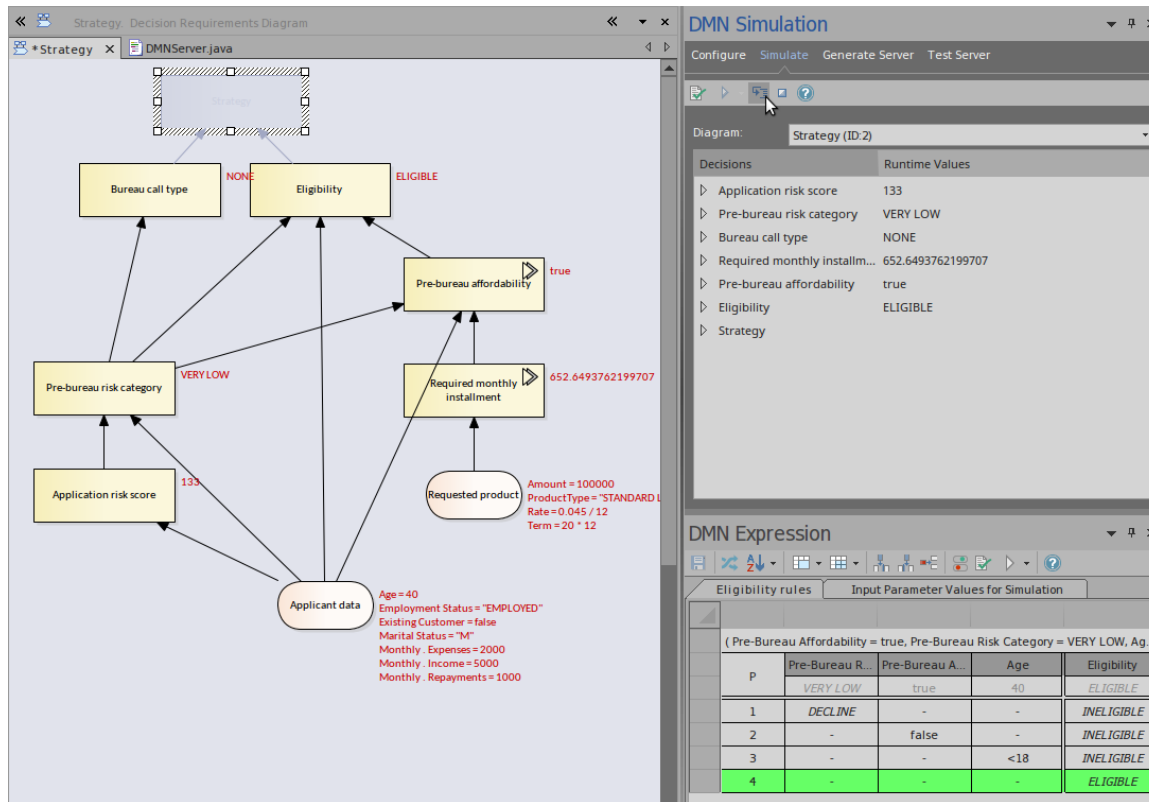 Strategy. Decision Requirements Diagram
*Strategy
DMNServer.java
Strategy
Bureau call type
NONE
Eligibility
ELIGIBLE
Pre-bureau affordability
true
Pre-bureau risk category
VERY LOW
Required monthly
installment
652.6493762199707
Application risk score
133
Requested product
Amount = 100000
ProductType = "STANDARD L
Rate = 0.045 / 12
Term = 20 * 12
Applicant data
Age = 40
Employment Status = "EMPLOYED"
Existing Customer = false
Marital Status = "M"
Monthly . Expenses = 2000
Monthly . Income = 5000
Monthly . Repayments = 1000
DMN Simulation
Configure Simulate Generate Server Test Server
Diagram: Strategy (ID:2)
Decisions Runtime Values
Application risk score 133
Pre-bureau risk category VERY LOW
Bureau call type NONE
Required monthly installm... 652.6493762199707
Pre-bureau affordability true
Eligibility ELIGIBLE
Strategy
DMN Expression
Eligibility rules Input Parameter Values for Simulation
( Pre-Bureau Affordability = true, Pre-Bureau Risk Category = VERY LOW, Ag.
P Pre-Bureau R... Pre-Bureau A... Age Eligibility
VERY LOW true 40 ELIGIBLE
1 DECLINE - - INELIGIBLE
2 - false - INELIGIBLE
3 - - <18 INELIGIBLE
4 - - - ELIGIBLE